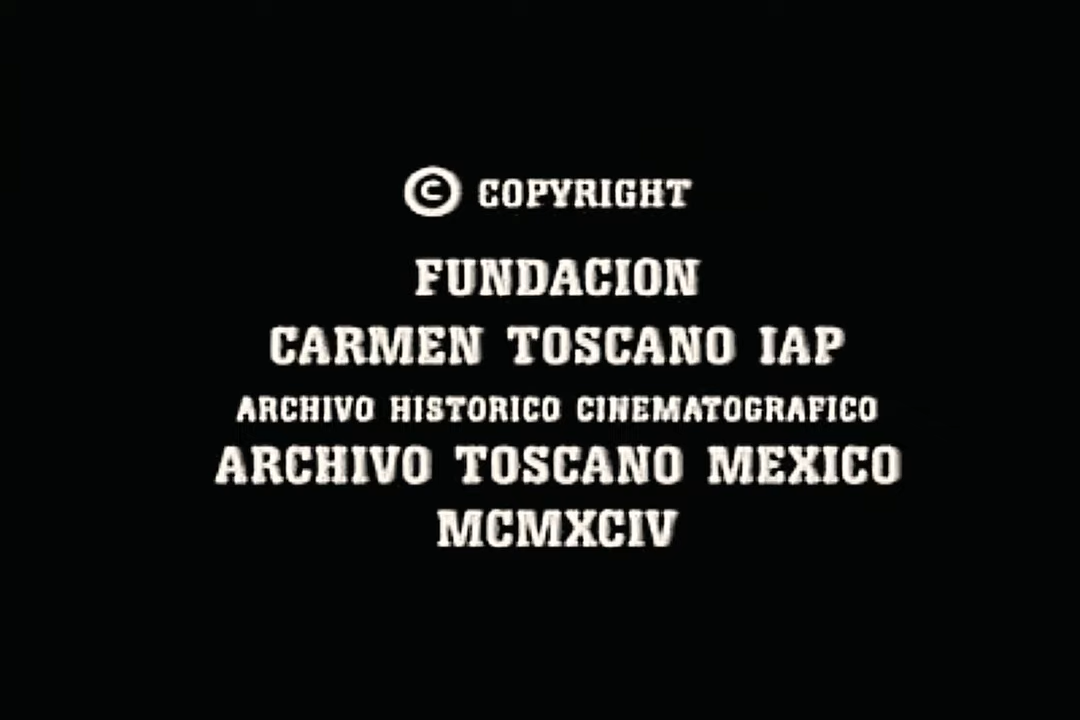 © COPYRIGHT
FUNDACION
CARMEN TOSCANO IAP
ARCHIVO HISTORICO CINEMATOGRAFICO
ARCHIVO TOSCANO MEXICO
MCMXCIV